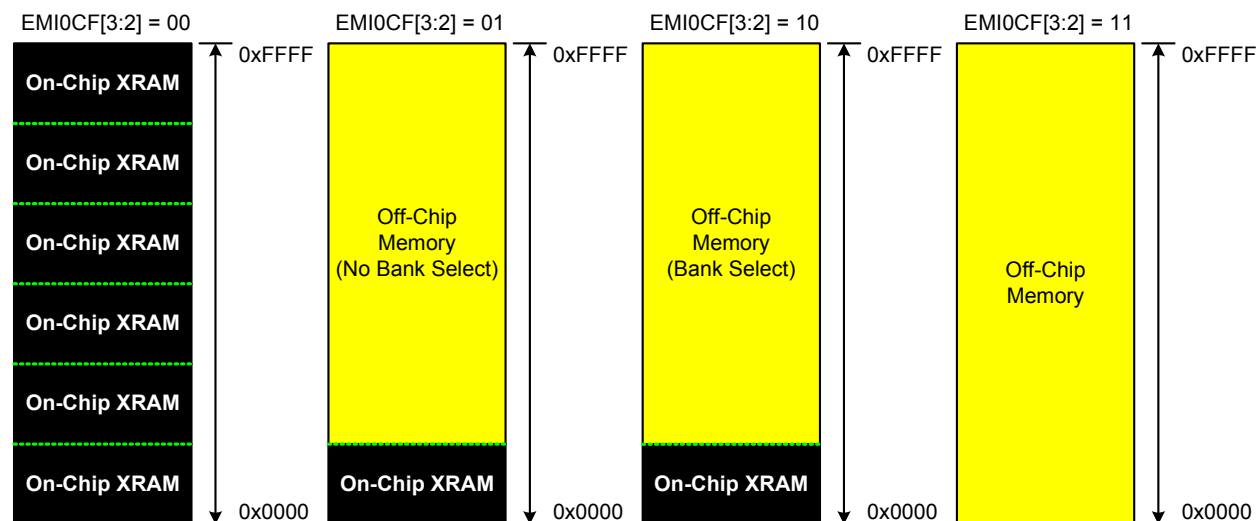 EMI0CF[3:2] = 00
On-Chip XRAM
On-Chip XRAM
On-Chip XRAM
On-Chip XRAM
On-Chip XRAM
On-Chip XRAM
0xFFFF
0x0000
EMI0CF[3:2] = 01
Off-Chip
Memory
(No Bank Select)
On-Chip XRAM
0xFFFF
0x0000
EMI0CF[3:2] = 10
Off-Chip
Memory
(Bank Select)
On-Chip XRAM
0xFFFF
0x0000
EMI0CF[3:2] = 11
Off-Chip
Memory
0xFFFF
0x0000